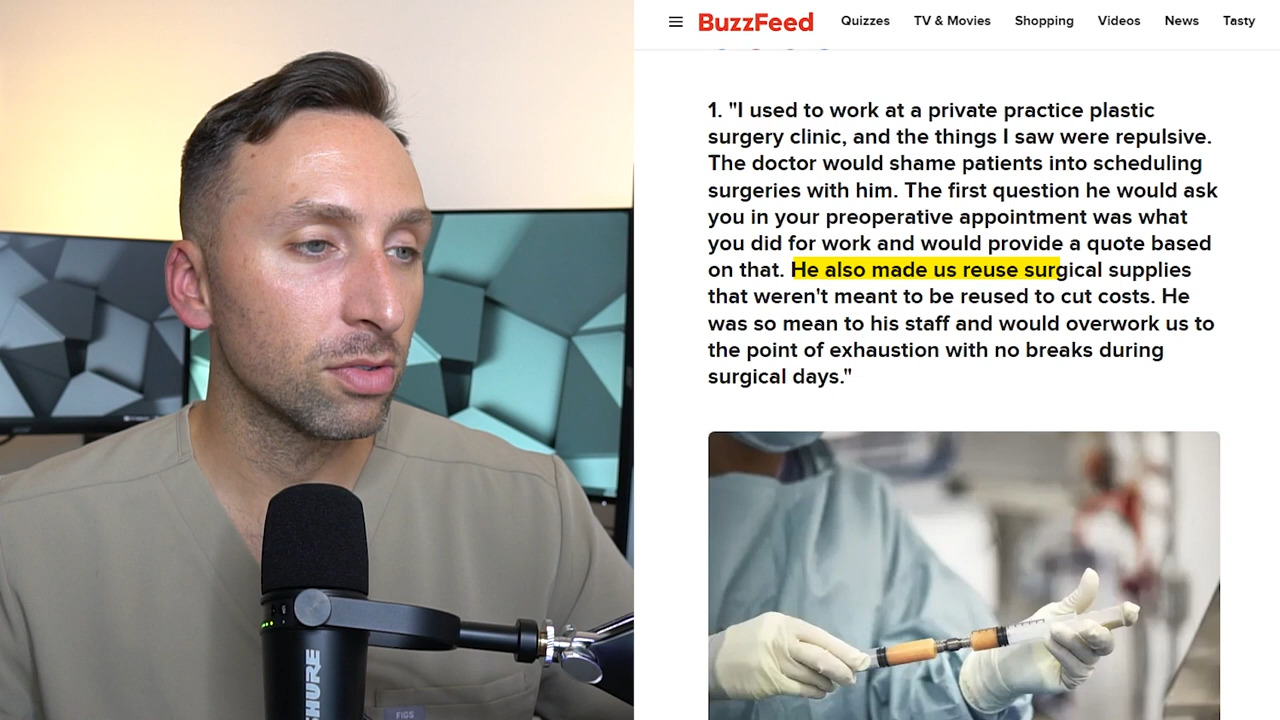 BuzzFeed Quizzes TV & Movies Shopping Videos News Tasty
1. "I used to work at a private practice plastic
surgery clinic, and the things I saw were repulsive.
The doctor would shame patients into scheduling
surgeries with him. The first question he would ask
you in your preoperative appointment was what
you did for work and would provide a quote based
on that. He also made us reuse surgical supplies
that weren't meant to be reused to cut costs. He
was so mean to his staff and would overwork us to
the point of exhaustion with no breaks during
surgical days."
SHURE
FIGS